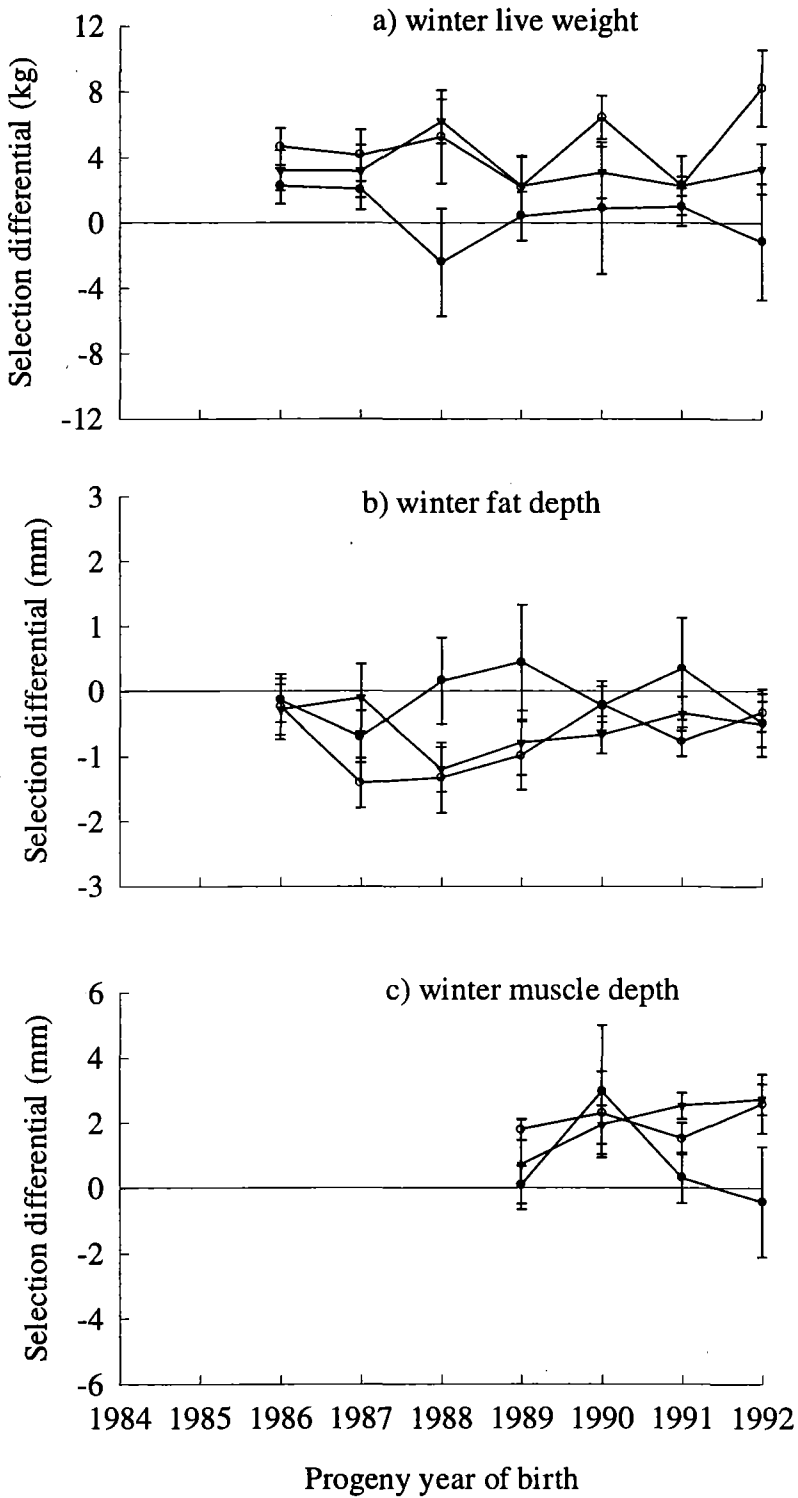 a) winter live weight
Selection differential (kg)
12
8
4
0
-4
-8
-12
b) winter fat depth
Selection differential (mm)
3
2
1
0
-1
-2
-3
c) winter muscle depth
Selection differential (mm)
6
4
2
0
-2
-4
-6
1984 1985 1986 1987 1988 1989 1990 1991 1992
Progeny year of birth